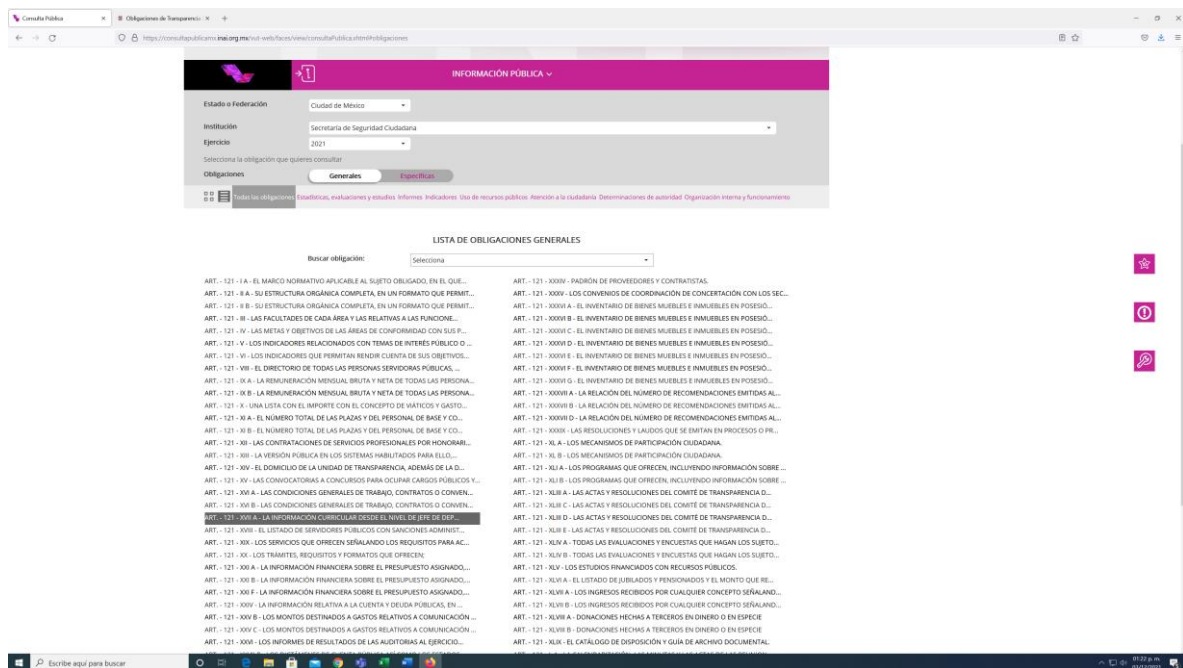 Consulta Pública
Obligaciones de Transparencia
https://consultapublicamx.inai.org.mx/vut-web/faces/view/consultaPublica.xhtml#obligaciones
INFORMACIÓN PÚBLICA
Estado o Federación
Ciudad de México
Institución
Secretaría de Seguridad Ciudadana
Ejercicio
2021
Selecciona la obligación que quieres consultar
Obligaciones
Generales
Específicas
Todas las obligaciones Estadísticas, evaluaciones y estudios Informes Indicadores Uso de recursos públicos Atención a la ciudadanía Determinaciones de autoridad Organización interna y funcionamiento
LISTA DE OBLIGACIONES GENERALES
Buscar obligación:
Selecciona
ART. - 121 - I A - EL MARCO NORMATIVO APLICABLE AL SUJETO OBLIGADO, EN EL QUE...
ART. - 121 - II A - SU ESTRUCTURA ORGÁNICA COMPLETA, EN UN FORMATO QUE PERMIT...
ART. - 121 - II B - SU ESTRUCTURA ORGÁNICA COMPLETA, EN UN FORMATO QUE PERMIT...
ART. - 121 - III - LAS FACULTADES DE CADA ÁREA Y LAS RELATIVAS A LAS FUNCIONE...
ART. - 121 - IV - LAS METAS Y OBJETIVOS DE LAS ÁREAS DE CONFORMIDAD CON SUS P...
ART. - 121 - V - LOS INDICADORES RELACIONADOS CON TEMAS DE INTERÉS PÚBLICO O ...
ART. - 121 - VI - LOS INDICADORES QUE PERMITAN RENDIR CUENTA DE SUS OBJETIVOS...
ART. - 121 - VIII - EL DIRECTORIO DE TODAS LAS PERSONAS SERVIDORAS PÚBLICAS, ...
ART. - 121 - IX A - LA REMUNERACIÓN MENSUAL BRUTA Y NETA DE TODAS LAS PERSONA...
ART. - 121 - IX B - LA REMUNERACIÓN MENSUAL BRUTA Y NETA DE TODAS LAS PERSONA...
ART. - 121 - X - UNA LISTA CON EL IMPORTE CON EL CONCEPTO DE VIÁTICOS Y GASTO...
ART. - 121 - XI A - EL NÚMERO TOTAL DE LAS PLAZAS Y DEL PERSONAL DE BASE Y CO...
ART. - 121 - XI B - EL NÚMERO TOTAL DE LAS PLAZAS Y DEL PERSONAL DE BASE Y CO...
ART. - 121 - XII - LAS CONTRATACIONES DE SERVICIOS PROFESIONALES POR HONORARI...
ART. - 121 - XIII - LA VERSIÓN PÚBLICA EN LOS SISTEMAS HABILITADOS PARA ELLO,...
ART. - 121 - XIV - EL DOMICILIO DE LA UNIDAD DE TRANSPARENCIA, ADEMÁS DE LA D...
ART. - 121 - XV - LAS CONVOCATORIAS A CONCURSOS PARA OCUPAR CARGOS PÚBLICOS Y...
ART. - 121 - XVI A - LAS CONDICIONES GENERALES DE TRABAJO, CONTRATOS O CONVEN...
ART. - 121 - XVI B - LAS CONDICIONES GENERALES DE TRABAJO, CONTRATOS O CONVEN...
ART. - 121 - XVII A - LA INFORMACIÓN CURRICULAR DESDE EL NIVEL DE JEFE DE DEP...
ART. - 121 - XVIII - EL LISTADO DE SERVIDORES PÚBLICOS CON SANCIONES ADMINIST...
ART. - 121 - XIX - LOS SERVICIOS QUE OFRECEN SEÑALANDO LOS REQUISITOS PARA AC...
ART. - 121 - XX - LOS TRÁMITES, REQUISITOS Y FORMATOS QUE OFRECEN;
ART. - 121 - XXI A - LA INFORMACIÓN FINANCIERA SOBRE EL PRESUPUESTO ASIGNADO,...
ART. - 121 - XXI B - LA INFORMACIÓN FINANCIERA SOBRE EL PRESUPUESTO ASIGNADO,...
ART. - 121 - XXI F - LA INFORMACIÓN FINANCIERA SOBRE EL PRESUPUESTO ASIGNADO,...
ART. - 121 - XXIV - LA INFORMACIÓN RELATIVA A LA CUENTA Y DEUDA PÚBLICAS, EN ...
ART. - 121 - XXV B - LOS MONTOS DESTINADOS A GASTOS RELATIVOS A COMUNICACIÓN ...
ART. - 121 - XXV C - LOS MONTOS DESTINADOS A GASTOS RELATIVOS A COMUNICACIÓN ...
ART. - 121 - XXVI - LOS INFORMES DE RESULTADOS DE LAS AUDITORIAS AL EJERCICIO...
ART. - 121 - XXXIV - PADRÓN DE PROVEEDORES Y CONTRATISTAS.
ART. - 121 - XXXV - LOS CONVENIOS DE COORDINACIÓN DE CONCERTACIÓN CON LOS SEC...
ART. - 121 - XXXVI A - EL INVENTARIO DE BIENES MUEBLES E INMUEBLES EN POSESIÓ...
ART. - 121 - XXXVI B - EL INVENTARIO DE BIENES MUEBLES E INMUEBLES EN POSESIÓ...
ART. - 121 - XXXVI C - EL INVENTARIO DE BIENES MUEBLES E INMUEBLES EN POSESIÓ...
ART. - 121 - XXXVI D - EL INVENTARIO DE BIENES MUEBLES E INMUEBLES EN POSESIÓ...
ART. - 121 - XXXVI E - EL INVENTARIO DE BIENES MUEBLES E INMUEBLES EN POSESIÓ...
ART. - 121 - XXXVI F - EL INVENTARIO DE BIENES MUEBLES E INMUEBLES EN POSESIÓ...
ART. - 121 - XXXVI G - EL INVENTARIO DE BIENES MUEBLES E INMUEBLES EN POSESIÓ...
ART. - 121 - XXXVII A - LA RELACIÓN DEL NÚMERO DE RECOMENDACIONES EMITIDAS AL...
ART. - 121 - XXXVII B - LA RELACIÓN DEL NÚMERO DE RECOMENDACIONES EMITIDAS AL...
ART. - 121 - XXXVII D - LA RELACIÓN DEL NÚMERO DE RECOMENDACIONES EMITIDAS AL...
ART. - 121 - XXXIX - LAS RESOLUCIONES Y LAUDOS QUE SE EMITAN EN PROCESOS O PR...
ART. - 121 - XL A - LOS MECANISMOS DE PARTICIPACIÓN CIUDADANA.
ART. - 121 - XL B - LOS MECANISMOS DE PARTICIPACIÓN CIUDADANA.
ART. - 121 - XLI A - LOS PROGRAMAS QUE OFRECEN, INCLUYENDO INFORMACIÓN SOBRE ...
ART. - 121 - XLI B - LOS PROGRAMAS QUE OFRECEN, INCLUYENDO INFORMACIÓN SOBRE ...
ART. - 121 - XLIII A - LAS ACTAS Y RESOLUCIONES DEL COMITÉ DE TRANSPARENCIA D...
ART. - 121 - XLIII C - LAS ACTAS Y RESOLUCIONES DEL COMITÉ DE TRANSPARENCIA D...
ART. - 121 - XLIII D - LAS ACTAS Y RESOLUCIONES DEL COMITÉ DE TRANSPARENCIA D...
ART. - 121 - XLIII E - LAS ACTAS Y RESOLUCIONES DEL COMITÉ DE TRANSPARENCIA D...
ART. - 121 - XLIV A - TODAS LAS EVALUACIONES Y ENCUESTAS QUE HAGAN LOS SUJETO...
ART. - 121 - XLIV B - TODAS LAS EVALUACIONES Y ENCUESTAS QUE HAGAN LOS SUJETO...
ART. - 121 - XLV - LOS ESTUDIOS FINANCIADOS CON RECURSOS PÚBLICOS.
ART. - 121 - XLVI A - EL LISTADO DE JUBILADOS Y PENSIONADOS Y EL MONTO QUE RE...
ART. - 121 - XLVII A - LOS INGRESOS RECIBIDOS POR CUALQUIER CONCEPTO SEÑALAND...
ART. - 121 - XLVII B - LOS INGRESOS RECIBIDOS POR CUALQUIER CONCEPTO SEÑALAND...
ART. - 121 - XLVIII A - DONACIONES HECHAS A TERCEROS EN DINERO O EN ESPECIE
ART. - 121 - XLVIII B - DONACIONES HECHAS A TERCEROS EN DINERO O EN ESPECIE
ART. - 121 - XLIX - EL CATÁLOGO DE DISPOSICIÓN Y GUÍA DE ARCHIVO DOCUMENTAL.
Escribe aquí para buscar
01:22 p. m.